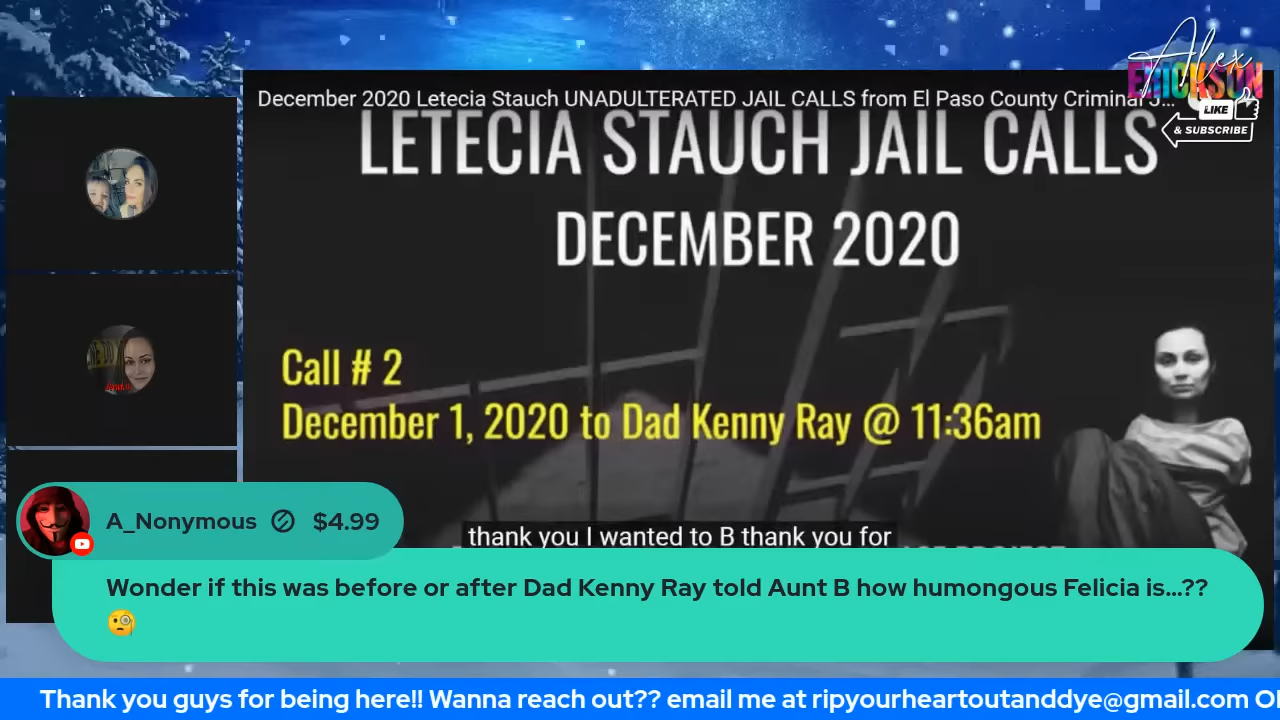 Alex
ERICKSON
LIKE
& SUBSCRIBE
December 2020 Letecia Stauch UNADULTERATED JAIL CALLS from El Paso County Criminal J...
LETECIA STAUCH JAIL CALLS
DECEMBER 2020
Call # 2
December 1, 2020 to Dad Kenny Ray @ 11:36am
thank you I wanted to B thank you for
A_Nonymous $4.99
Wonder if this was before or after Dad Kenny Ray told Aunt B how humongous Felicia is...??
🧐
Thank you guys for being here!! Wanna reach out?? email me at ripyourheartoutanddye@gmail.com